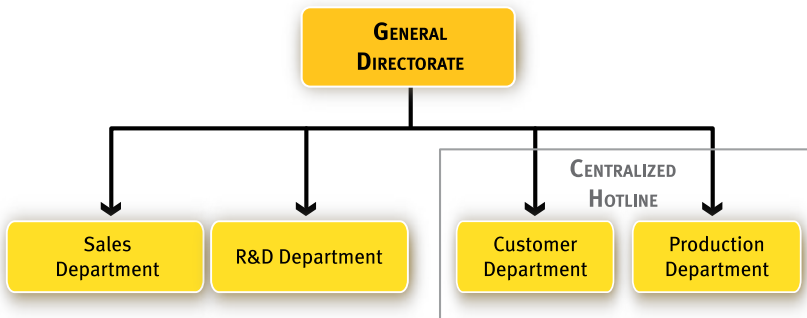 GENERAL
DIRECTORATE
CENTRALIZED
HOTLINE
Sales
Department
R&D Department
Customer
Department
Production
Department